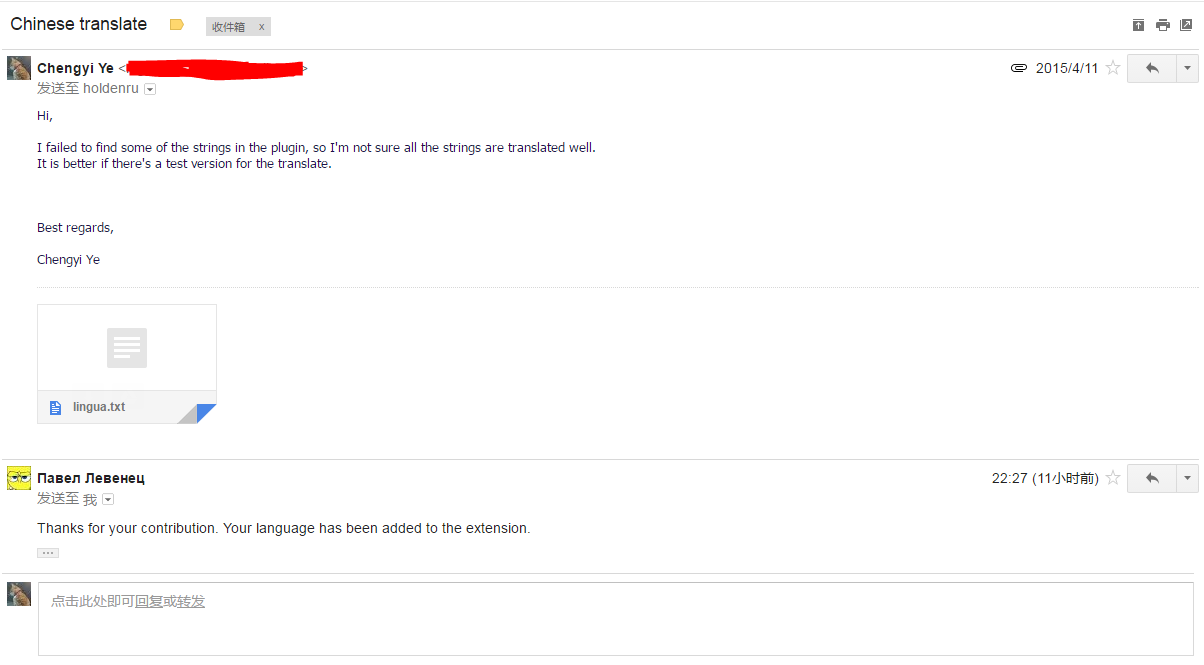 Chinese translate
收件箱 x
Chengyi Ye <
>
2015/4/11
发送至 holdenru
Hi,
I failed to find some of the strings in the plugin, so I'm not sure all the strings are translated well.
It is better if there's a test version for the translate.
Best regards,
Chengyi Ye
lingua.txt
Павел Левенец
22:27 (11小时前)
发送至 我
Thanks for your contribution. Your language has been added to the extension.
点击此处即可回复或转发